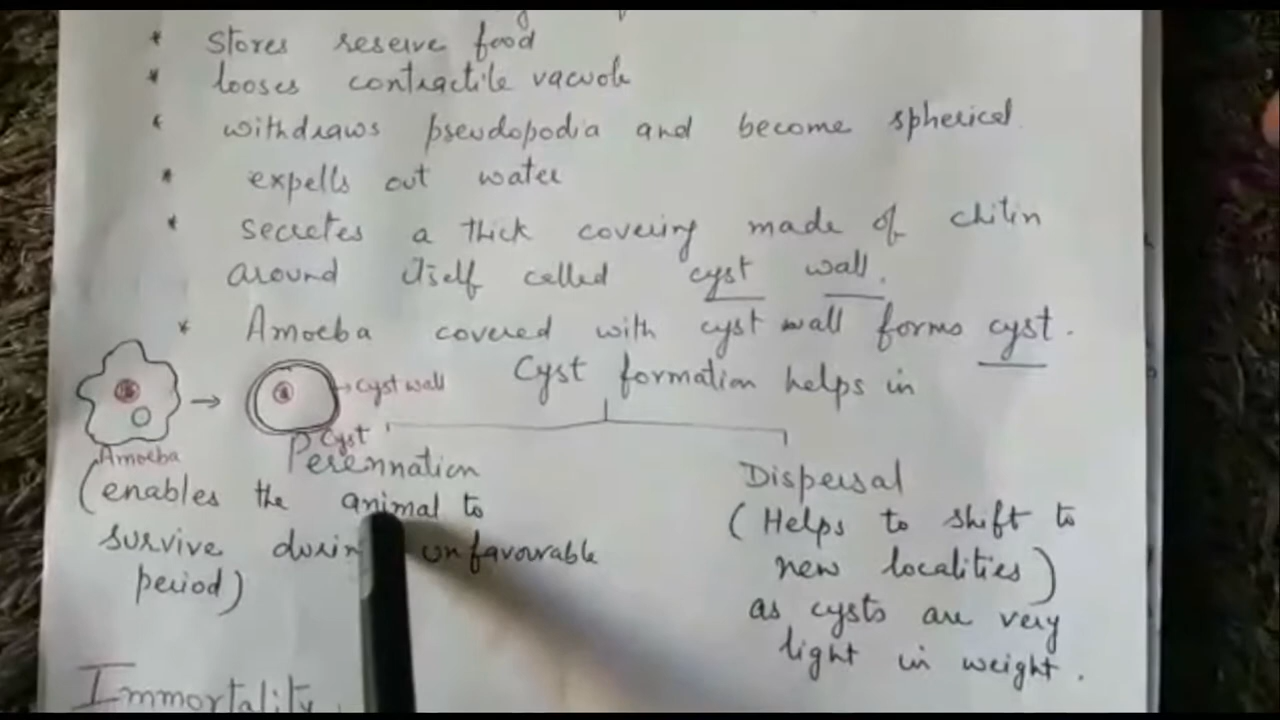 * Stores reserve food
* looses contractile vacuole
* withdraws pseudopodia and become spherical
* expells out water
* secretes a thick covering made of chitin
around itself called cyst wall.
* Amoeba covered with cyst wall forms cyst.
Cyst formation helps in
Cyst wall
Cyst
Amoeba
Perennation
(enables the animal to
survive during unfavourable
period)
Dispersal
(Helps to shift to
new localities)
as cysts are very
light in weight.
Immortality